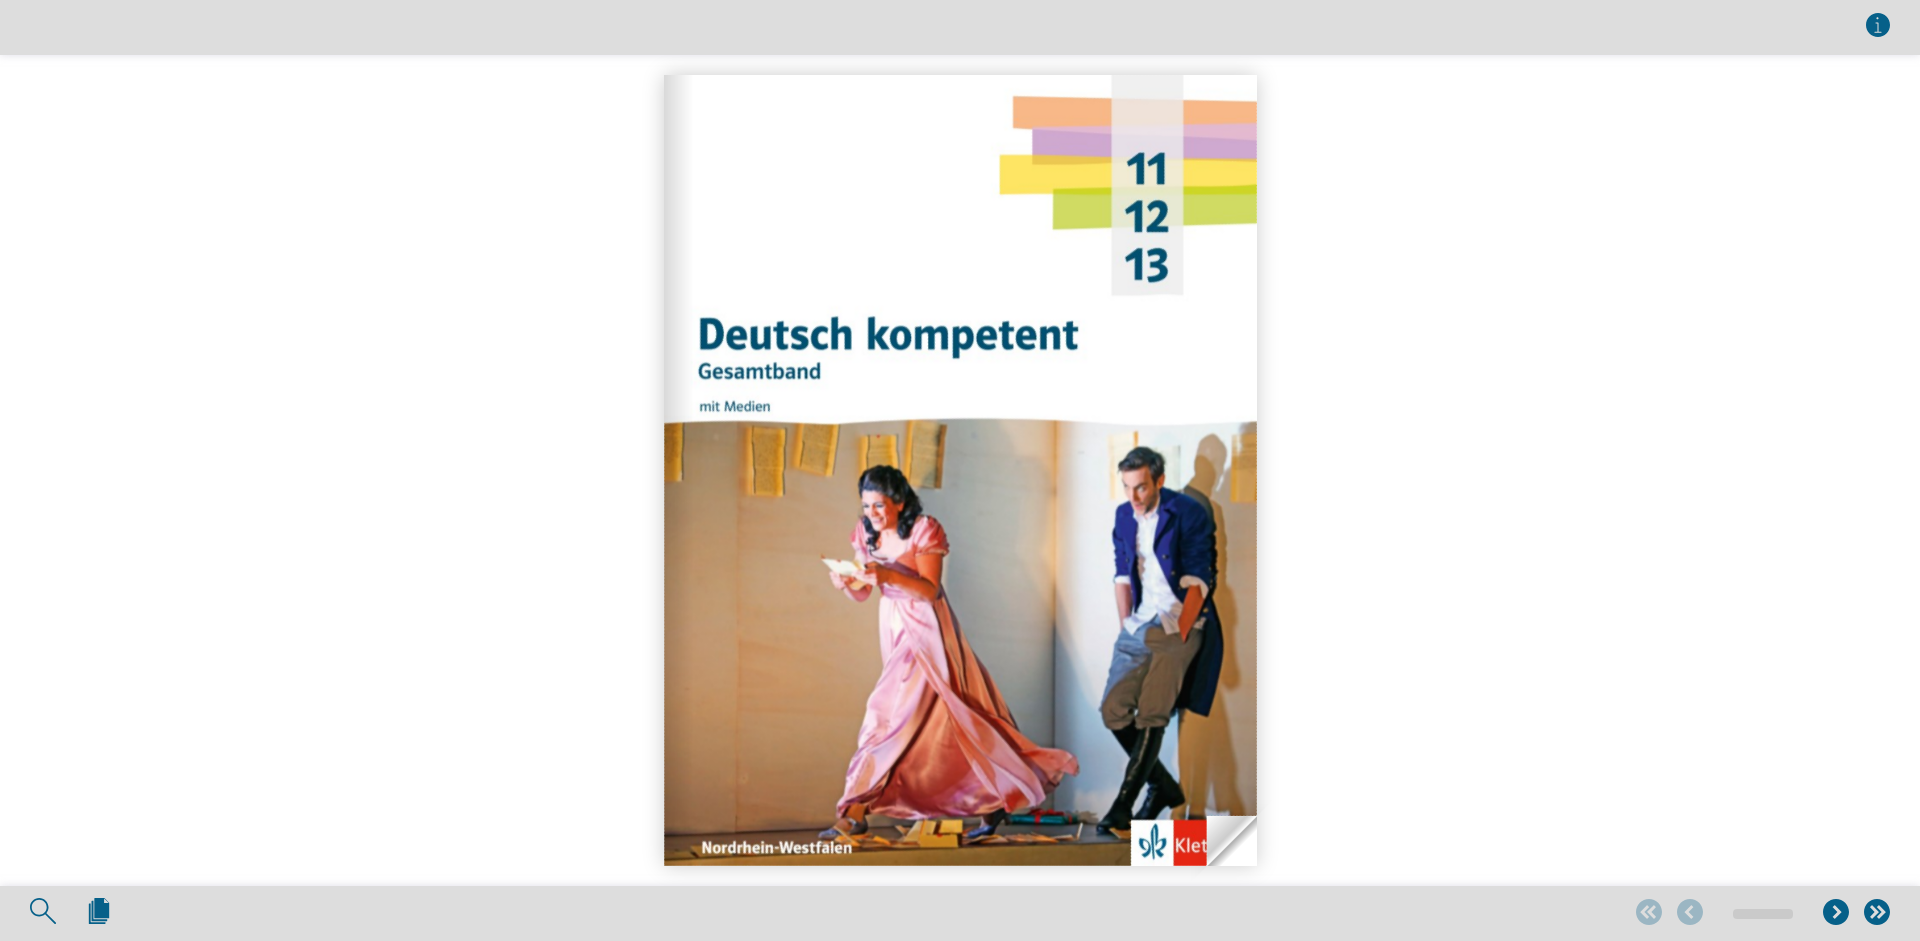 11
12
13
Deutsch kompetent
Gesamtband
mit Medien
Nordrhein-Westfalen
Klet